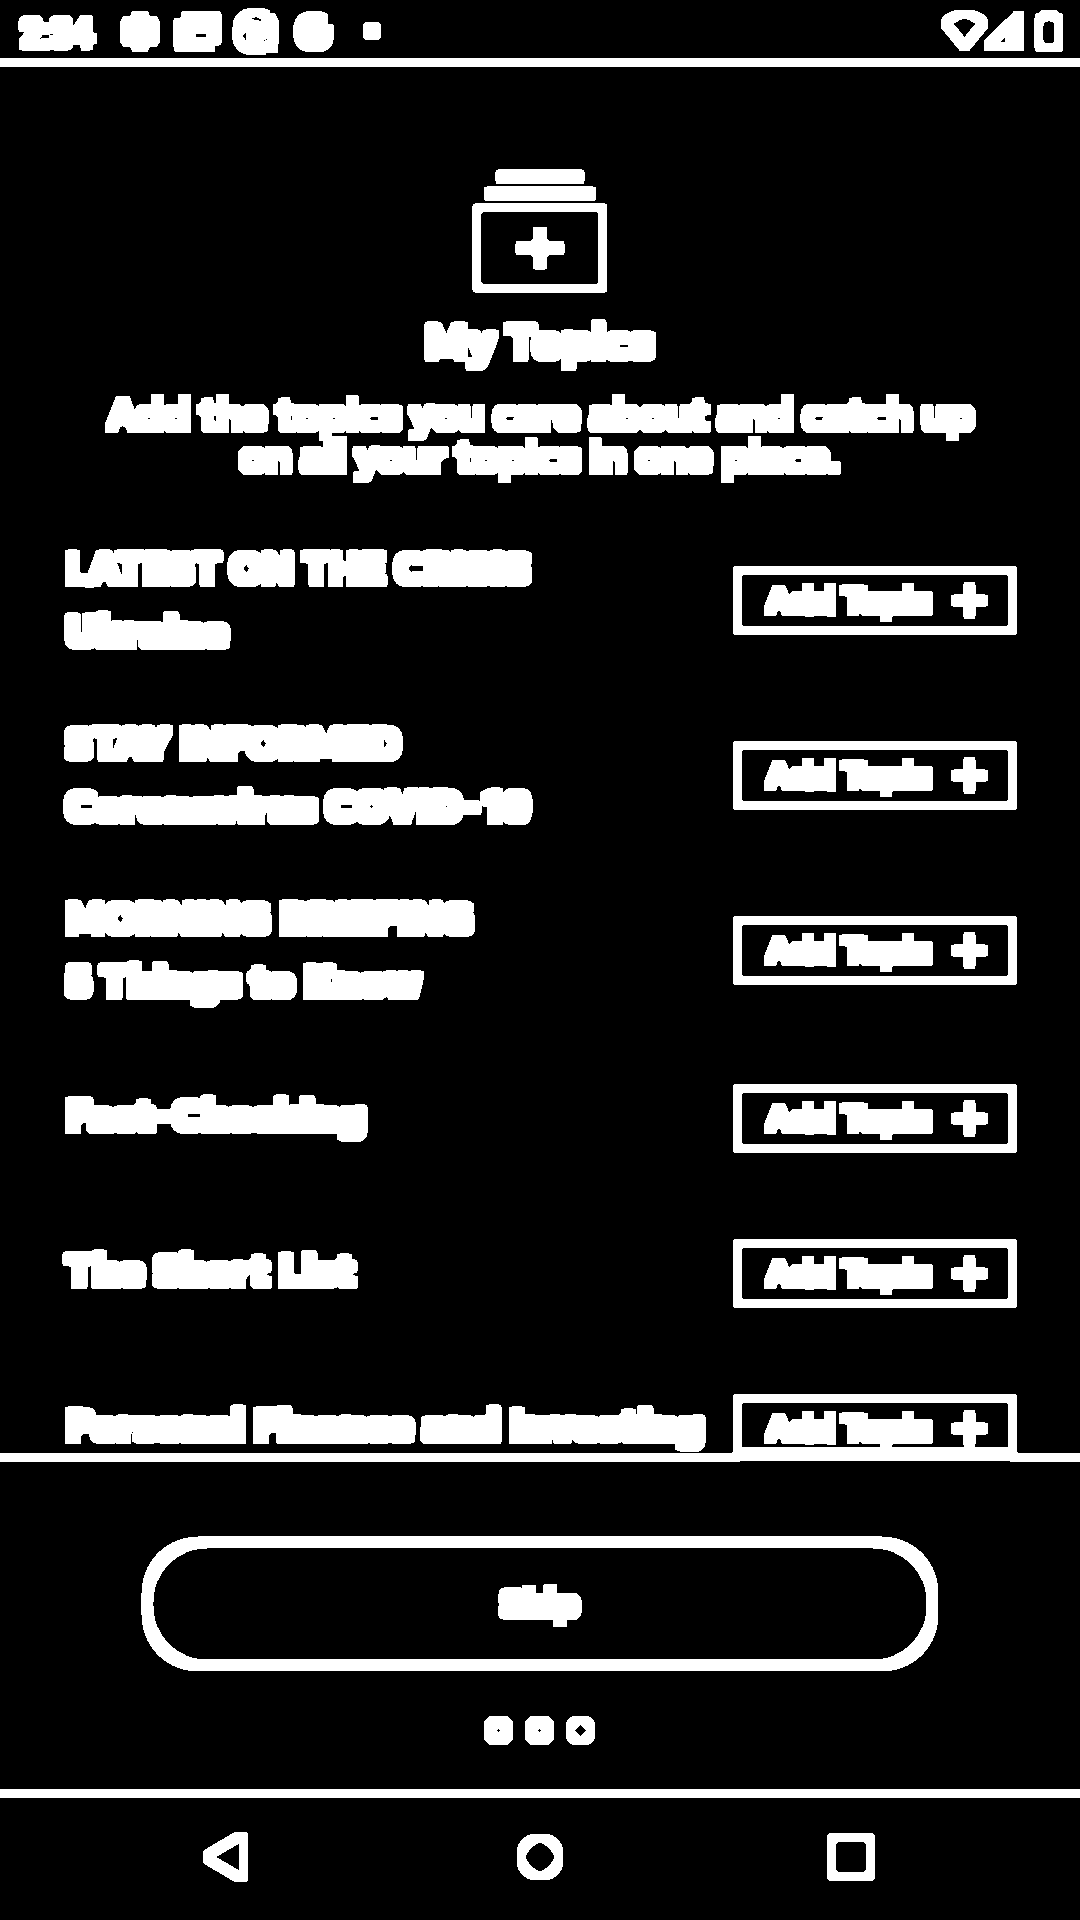 2:34
My Topics
Add the topics you care about and catch up
on all your topics in one place.
LATEST ON THE CRISIS
Ukraine
Add Topic +
STAY INFORMED
Coronavirus COVID-19
Add Topic +
MORNING BRIEFING
5 Things to Know
Add Topic +
Fact-Checking
Add Topic +
The Short List
Add Topic +
Personal Finance and Investing
Add Topic +
Skip